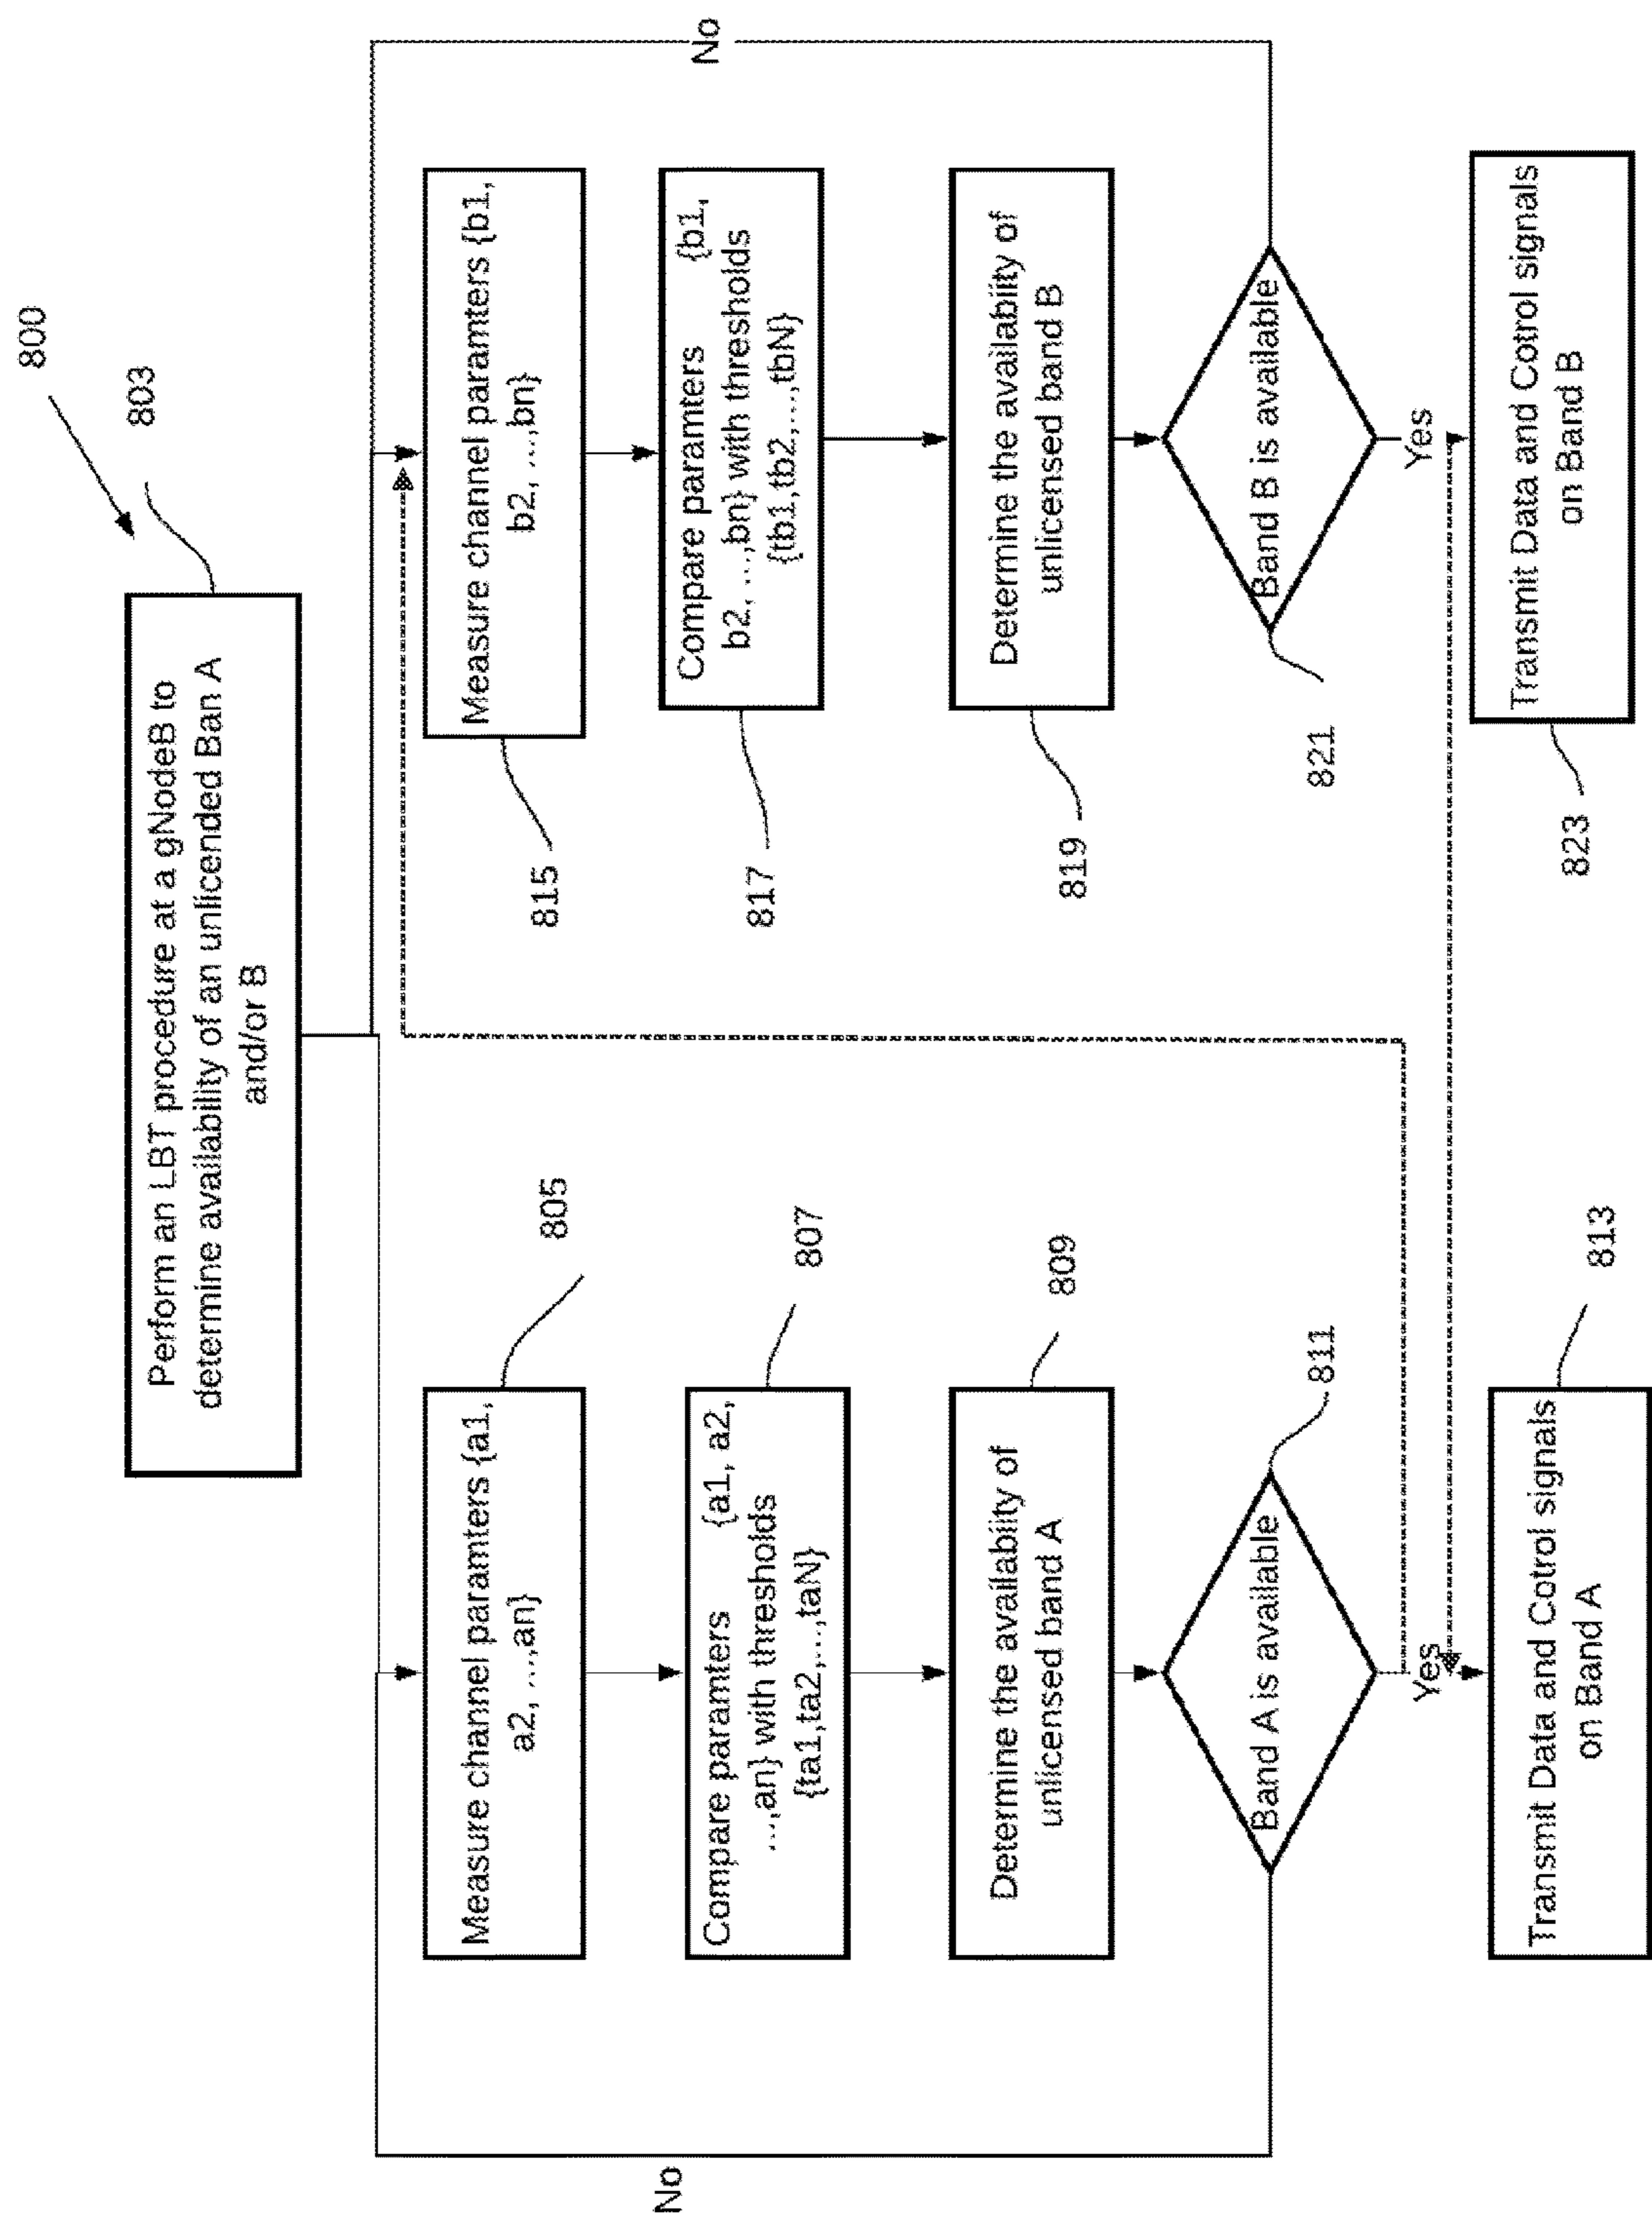 800
803
Perform an LBT procedure at a gNodeB to
determine availability of an unlicended Ban A
and/or B
Measure channel paramters {a1,
a2, ...,an}
805
Compare paramters {a1, a2,
...,an} with thresholds
{ta1,ta2,...,taN}
807
Determine the availabiity of
unlicensed band A
809
Band A is available
811
No
Yes
Transmit Data and Cotrol signals
on Band A
813
Measure channel paramters {b1,
b2, ...,bn}
815
Compare paramters {b1,
b2, ...,bn} with thresholds
{tb1,tb2,...,tbN}
817
Determine the availabiity of
unlicensed band B
819
Band B is available
821
No
Yes
Transmit Data and Cotrol signals
on Band B
823